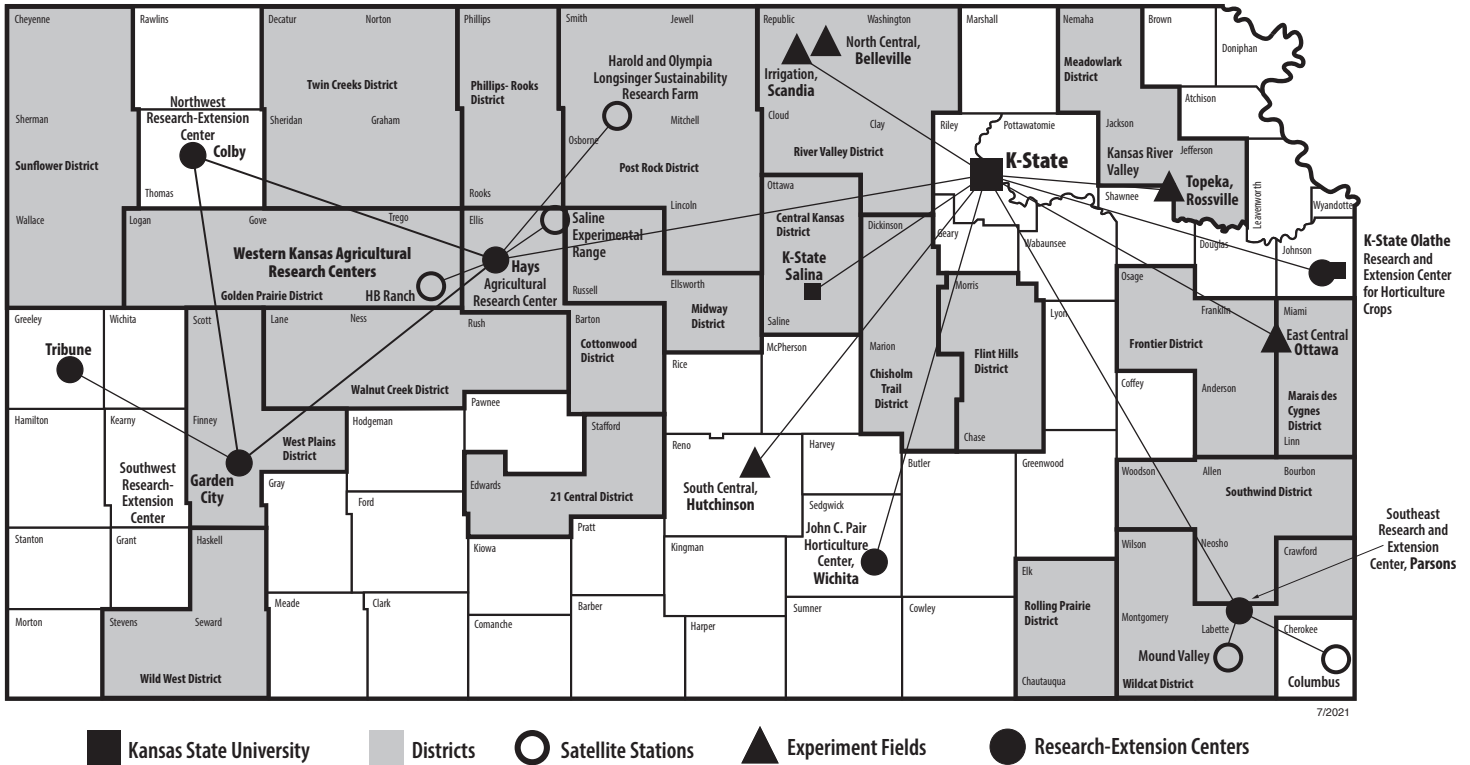 Cheyenne
Rawlins
Decatur
Norton
Phillips
Smith
Jewell
Republic
Washington
Marshall
Nemaha
Brown
Doniphan
Harold and Olympia
Longsinger Sustainability
Research Farm
North Central,
Belleville
Irrigation,
Scandia
Meadowlark
District
Twin Creeks District
Phillips- Rooks
District
Northwest
Research-Extension
Center
Colby
Atchison
Sherman
Sheridan
Graham
Osborne
Mitchell
Cloud
Clay
Riley
Pottawatomie
Jackson
Sunflower District
Post Rock District
River Valley District
K-State
Kansas River
Valley
Jefferson
Topeka,
Rossville
Thomas
Rooks
Ottawa
Shawnee
Leavenworth
Wyandotte
Wallace
Logan
Gove
Trego
Ellis
Saline
Experimental
Range
Lincoln
Central Kansas
District
Dickinson
Geary
Wabaunsee
Douglas
Johnson
K-State Olathe
Research and
Extension Center
for Horticulture
Crops
Western Kansas Agricultural
Research Centers
Hays
Agricultural
Research Center
HB Ranch
Golden Prairie District
Russell
Ellsworth
K-State
Salina
Morris
Osage
Midway
District
Greeley
Wichita
Scott
Lane
Ness
Rush
Barton
Saline
Lyon
Franklin
Miami
Tribune
Cottonwood
District
McPherson
Marion
Flint Hills
District
Frontier District
East Central
Ottawa
Rice
Chisholm
Trail
District
Walnut Creek District
Coffey
Anderson
Marais des
Cygnes
District
Linn
Pawnee
Hamilton
Kearny
Finney
Hodgeman
Stafford
West Plains
District
Reno
Harvey
Chase
Butler
Greenwood
Woodson
Allen
Bourbon
Southwest
Research-
Extension
Center
Garden
City
Gray
Edwards
21 Central District
South Central,
Hutchinson
Southwind District
Ford
Sedgwick
John C. Pair
Horticulture
Center,
Wichita
Southeast
Research and
Extension
Center, Parsons
Stanton
Grant
Haskell
Kiowa
Pratt
Kingman
Wilson
Neosho
Crawford
Elk
Meade
Clark
Barber
Sumner
Cowley
Rolling Prairie
District
Morton
Stevens
Seward
Comanche
Harper
Montgomery
Labette
Cherokee
Mound Valley
Wild West District
Chautauqua
Wildcat District
Columbus
7/2021
Kansas State University
Districts
Satellite Stations
Experiment Fields
Research-Extension Centers